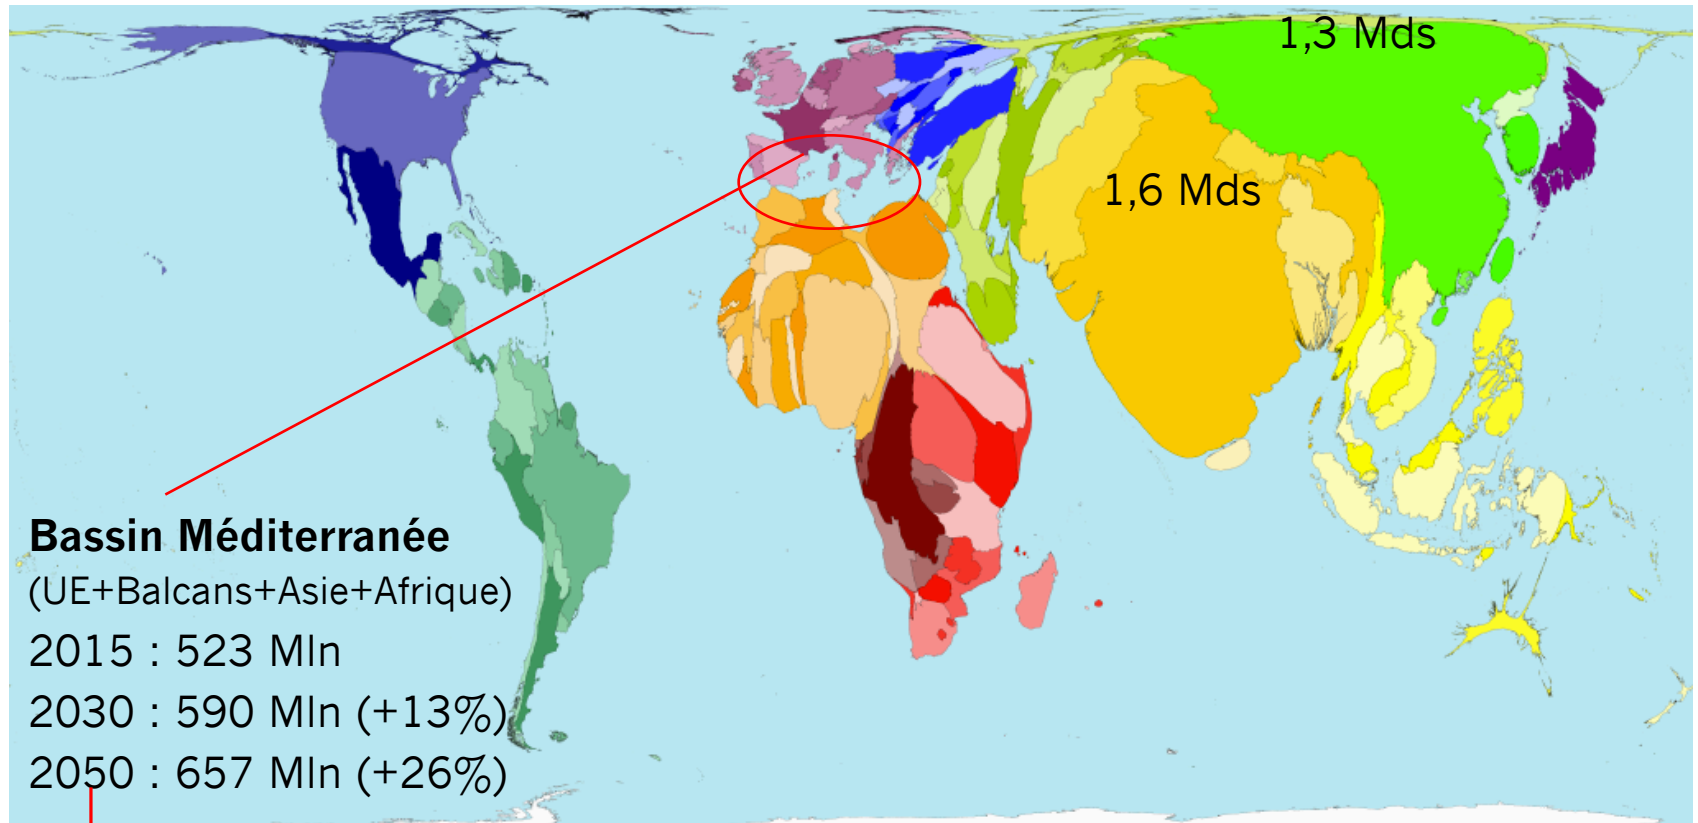 1,3 Mds
1,6 Mds
Bassin Méditerranée
(UE+Balcans+Asie+Afrique)
2015 : 523 Mln
2030 : 590 Mln (+13%)
2050 : 657 Mln (+26%)